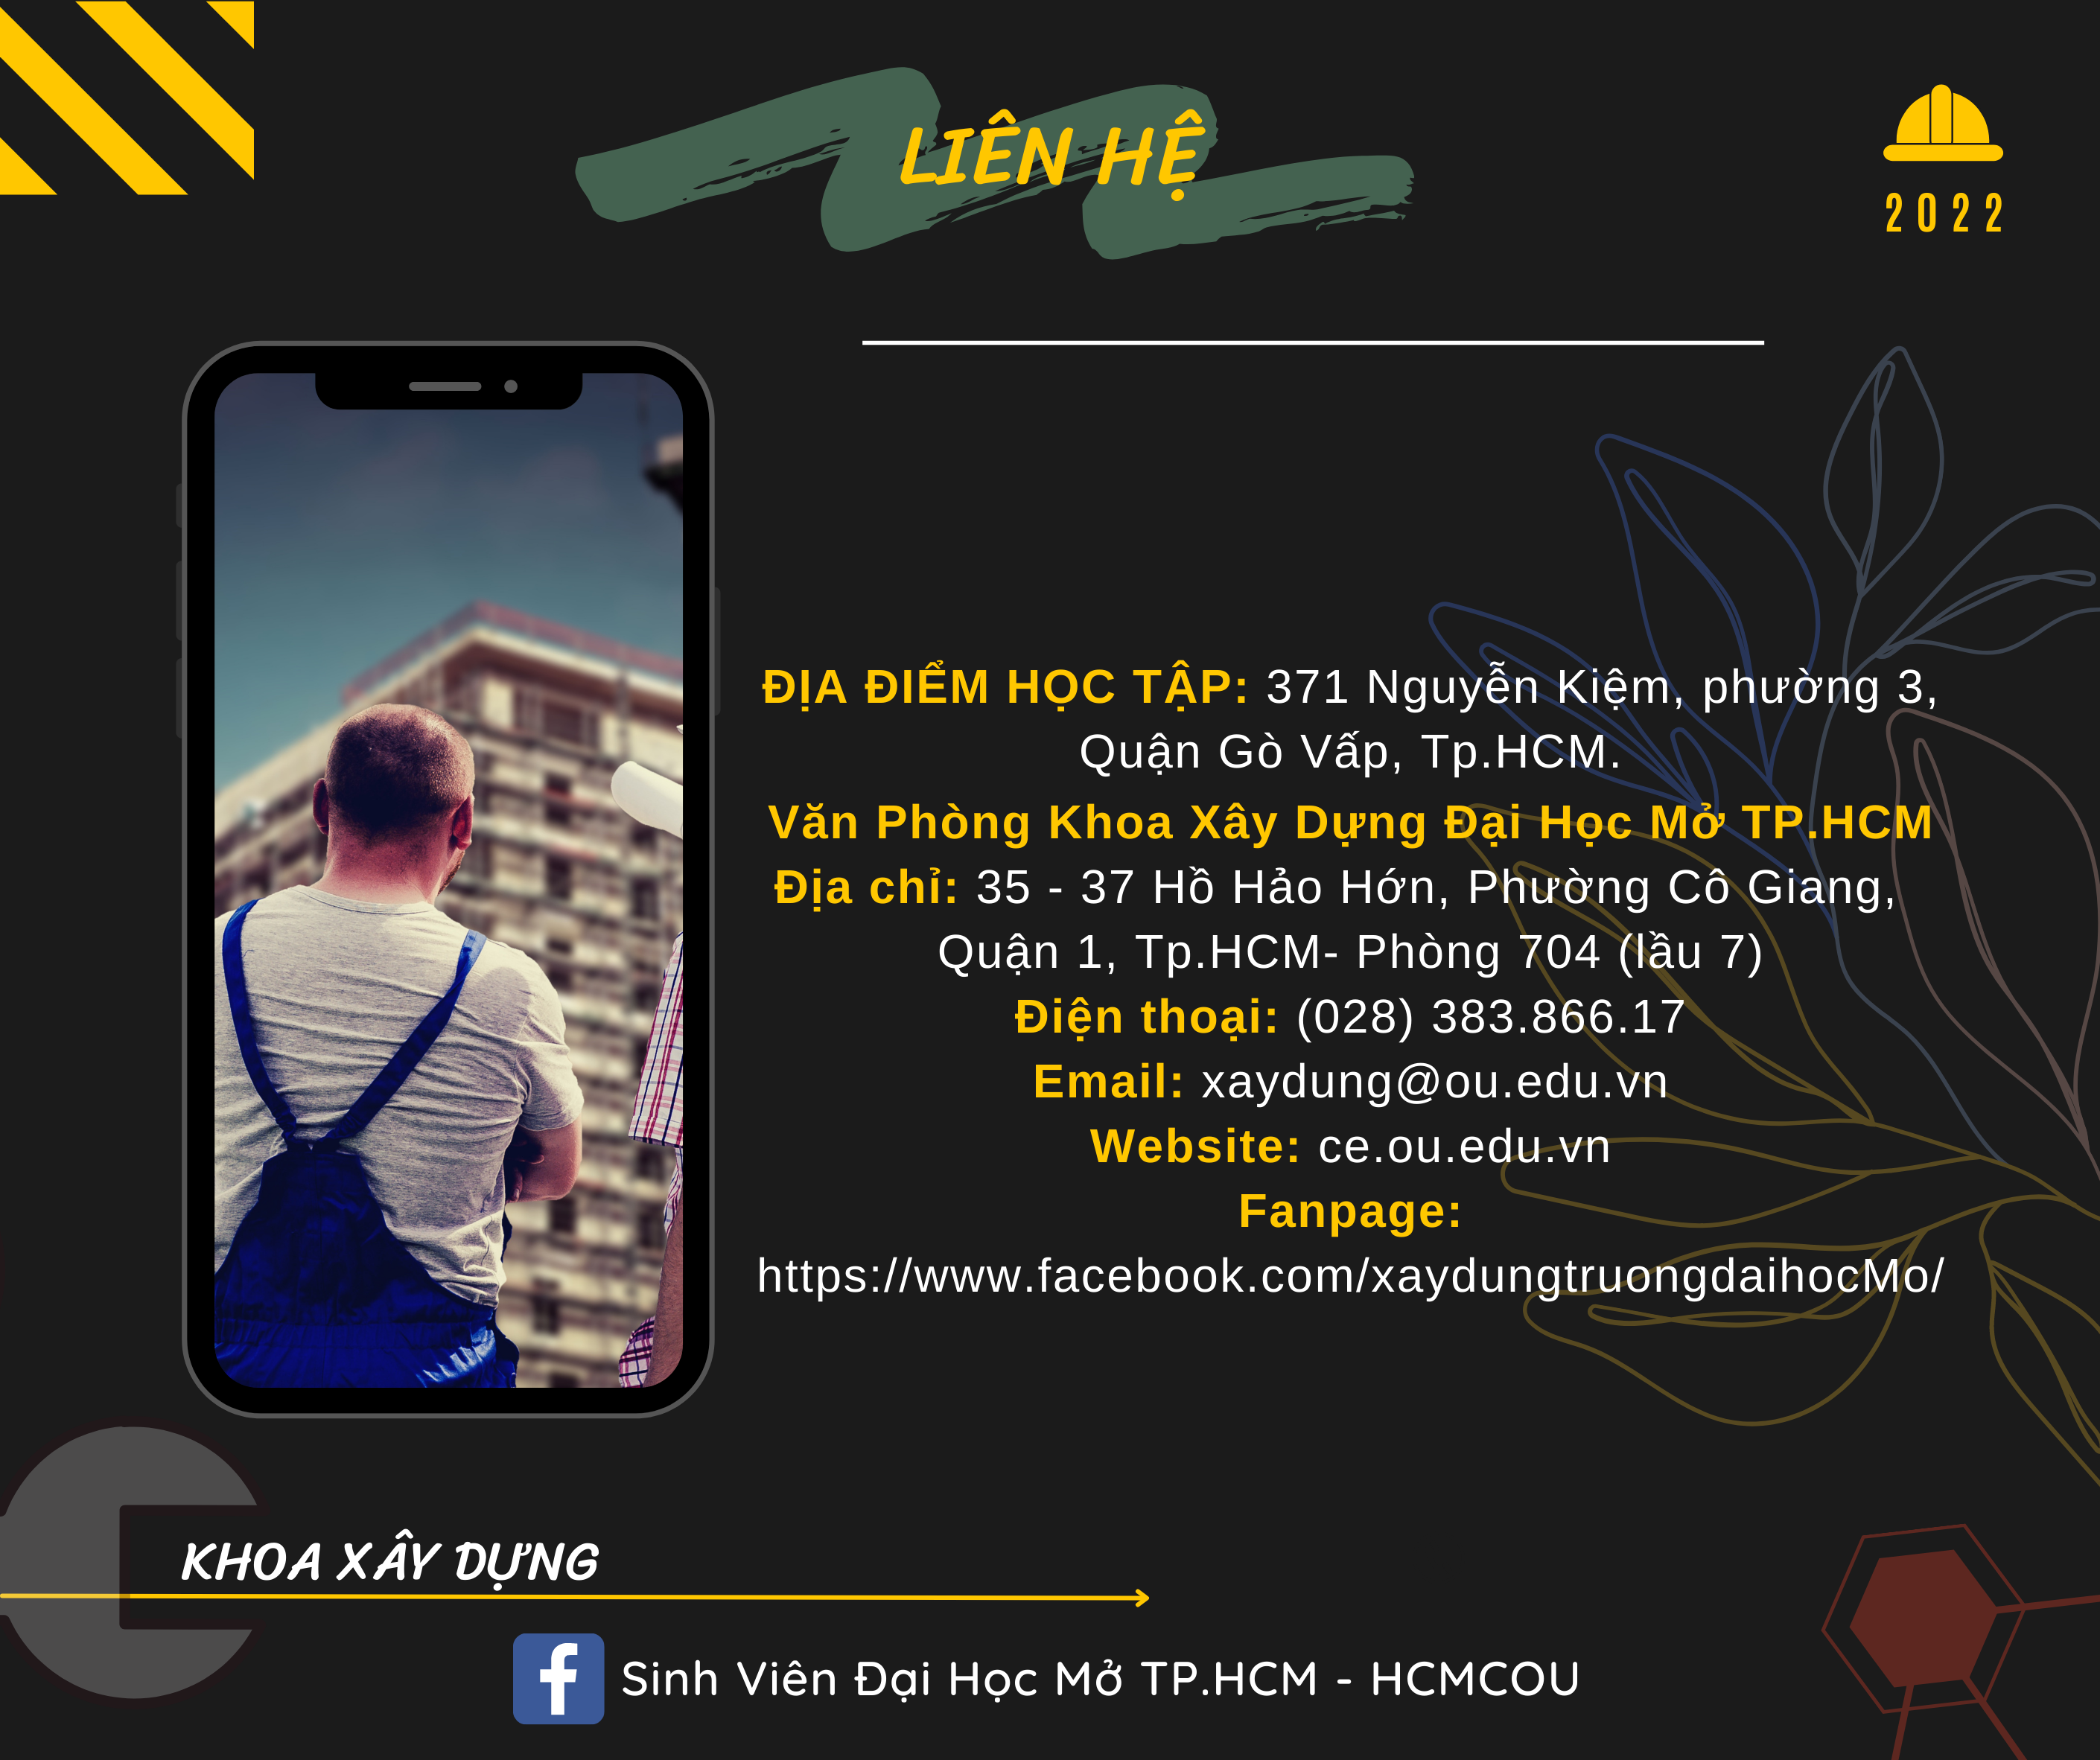 LIÊN HỆ
2022
ĐỊA ĐIỂM HỌC TẬP: 371 Nguyễn Kiệm, phường 3,
Quận Gò Vấp, Tp.HCM.
Văn Phòng Khoa Xây Dựng Đại Học Mở TP.HCM
Địa chỉ: 35 - 37 Hồ Hảo Hớn, Phường Cô Giang,
Quận 1, Tp.HCM- Phòng 704 (lầu 7)
Điện thoại: (028) 383.866.17
Email: xaydung@ou.edu.vn
Website: ce.ou.edu.vn
Fanpage:
https://www.facebook.com/xaydungtruongdaihocMo/
KHOA XÂY DỰNG
Sinh Viên Đại Học Mở TP.HCM - HCMCOU